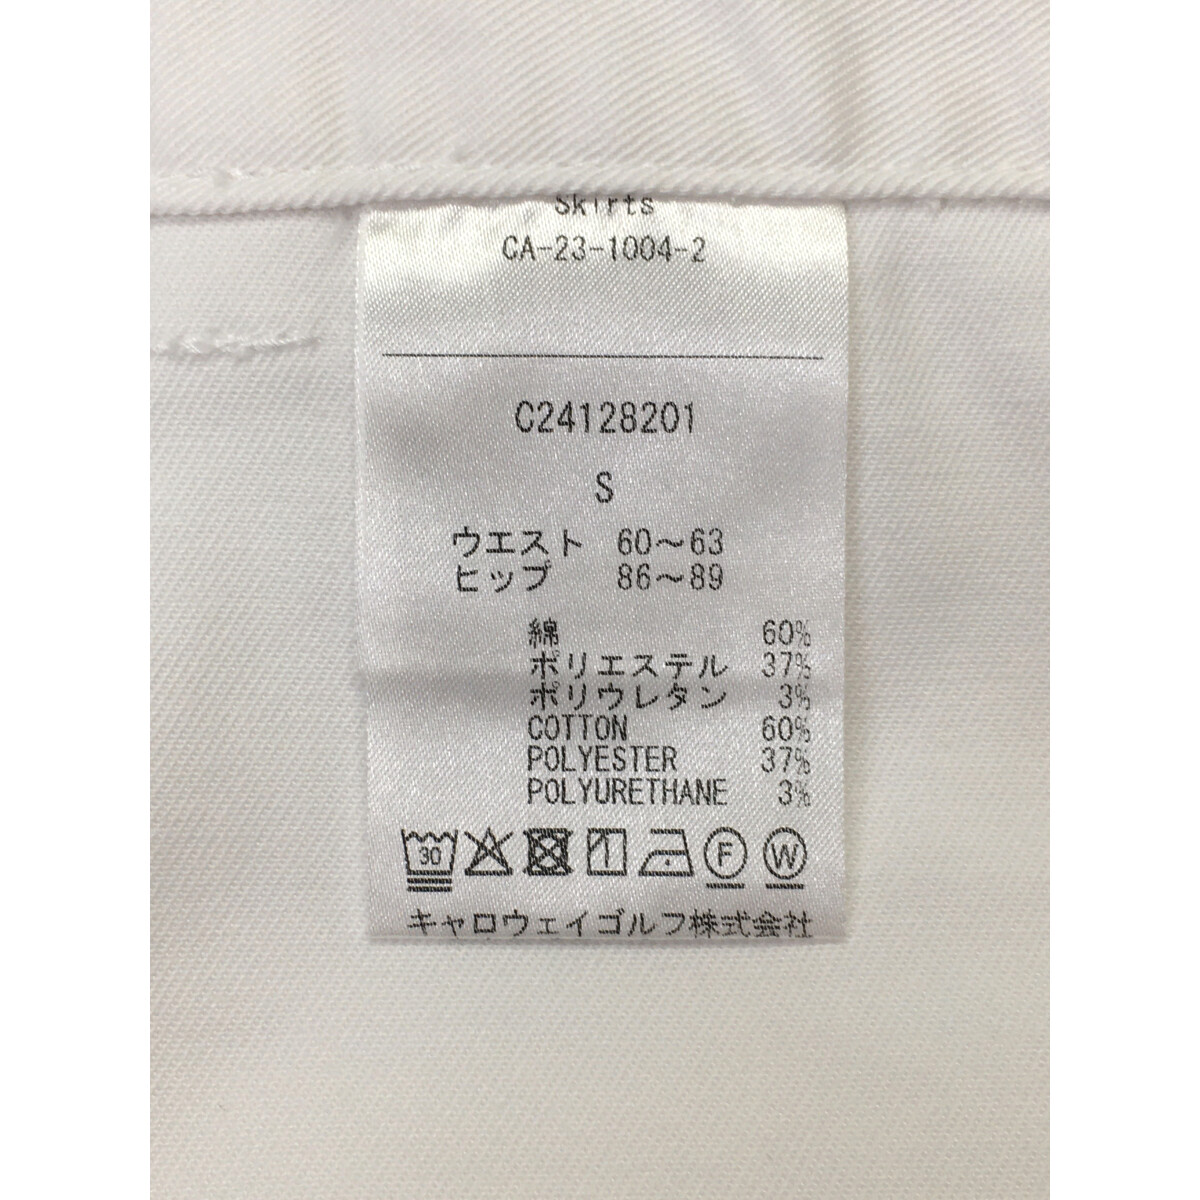 Skirts
CA-23-1004-2
C24128201
S
ウエスト 60～63
ヒップ 86～89
綿 60%
ポリエステル 37%
ポリウレタン 3%
COTTON 60%
POLYESTER 37%
POLYURETHANE 3%
30 F W
キャロウェイゴルフ株式会社